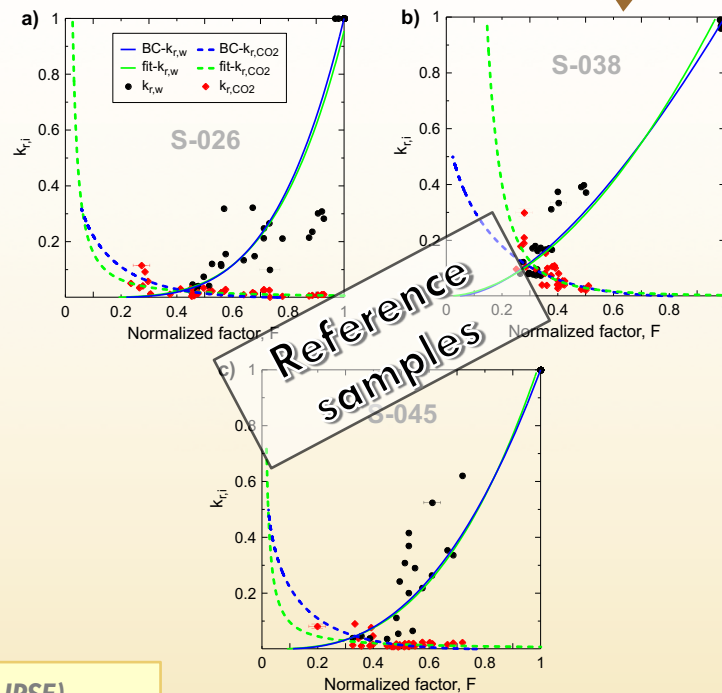 a)
b)
BC-kr,w
BC-kr,CO2
fit-kr,w
fit-kr,CO2
kr,w
kr,CO2
S-026
S-038
kr,i
kr,i
1
0.8
0.6
0.4
0.2
0 0.2 0.4 0.6 0.8 1
Normalized factor, F
1
0.8
0.6
0.4
0.2
0 0.2 0.4 0.6 0.8
Normalized factor, F
Reference
samples
c)
S-045
kr,i
1
0.8
0.6
0.4
0.2
0 0.2 0.4 0.6 0.8 1
Normalized factor, F
IPSE)